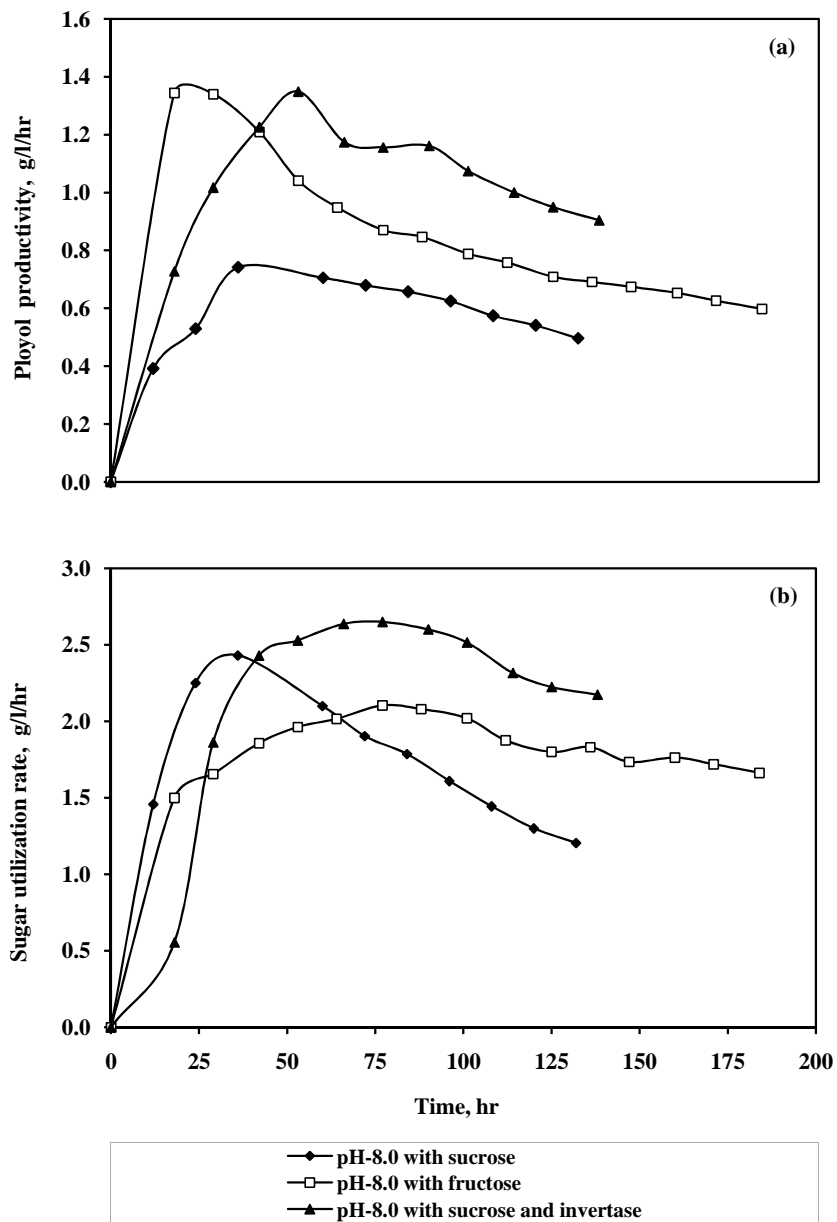 (a)
Ployol productivity, g/l/hr
1.6
1.4
1.2
1.0
0.8
0.6
0.4
0.2
0.0
(b)
Sugar utilization rate, g/l/hr
3.0
2.5
2.0
1.5
1.0
0.5
0.0
0 25 50 75 100 125 150 175 200
Time, hr
pH-8.0 with sucrose
pH-8.0 with fructose
pH-8.0 with sucrose and invertase